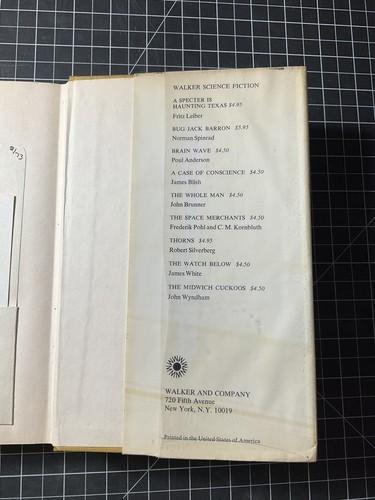 WALKER SCIENCE FICTION
A SPECTER IS
HAUNTING TEXAS $4.95
Fritz Leiber
BUG JACK BARRON $5.95
Norman Spinrad
BRAIN WAVE $4.50
Poul Anderson
A CASE OF CONSCIENCE $4.50
James Blish
THE WHOLE MAN $4.50
John Brunner
THE SPACE MERCHANTS $4.50
Frederik Pohl and C. M. Kornbluth
THORNS $4.95
Robert Silverberg
THE WATCH BELOW $4.50
James White
THE MIDWICH CUCKOOS $4.50
John Wyndham
WALKER AND COMPANY
720 Fifth Avenue
New York, N.Y. 10019
Printed in the United States of America